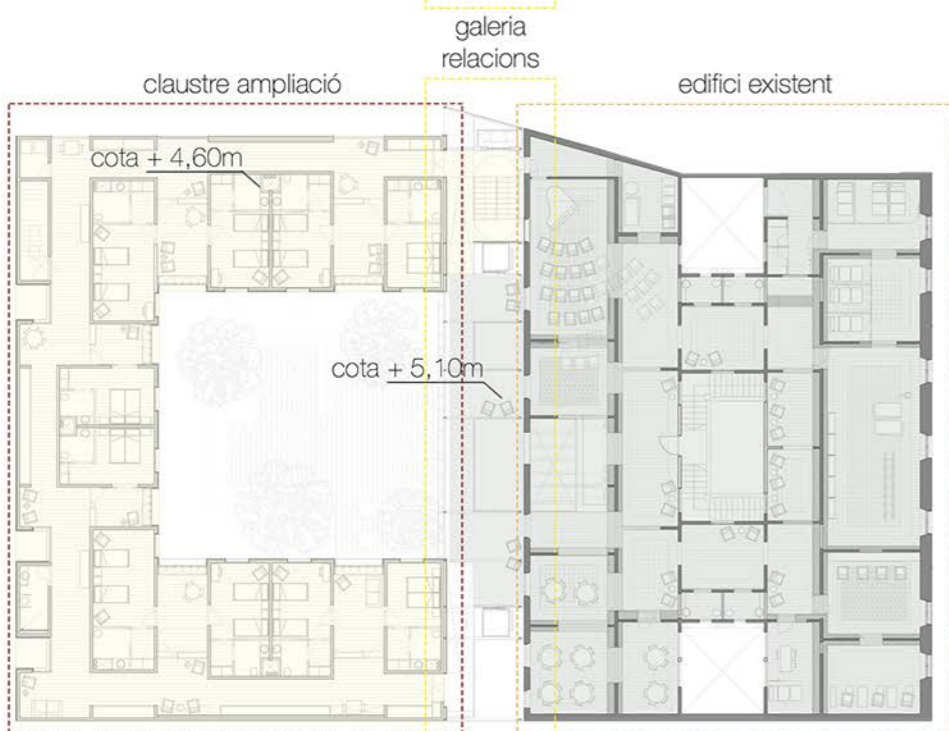 galeria
relacions
claustre ampliació
edifici existent
cota + 4,60m
cota + 5,10m